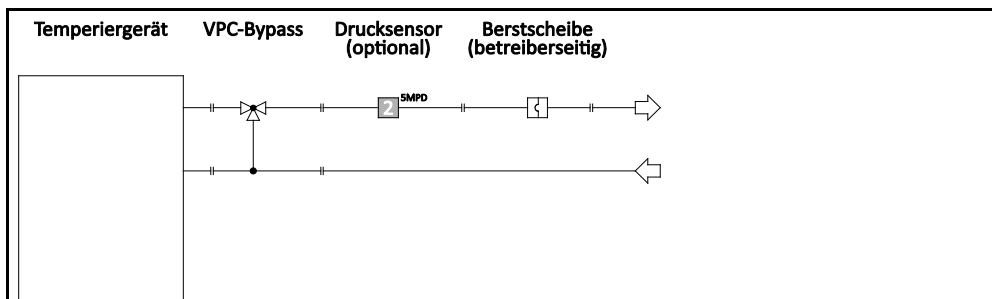 Temperiergerät VPC-Bypass Drucksensor Berstscheibe
(optional) (betreiberseitig)
2 5MPD